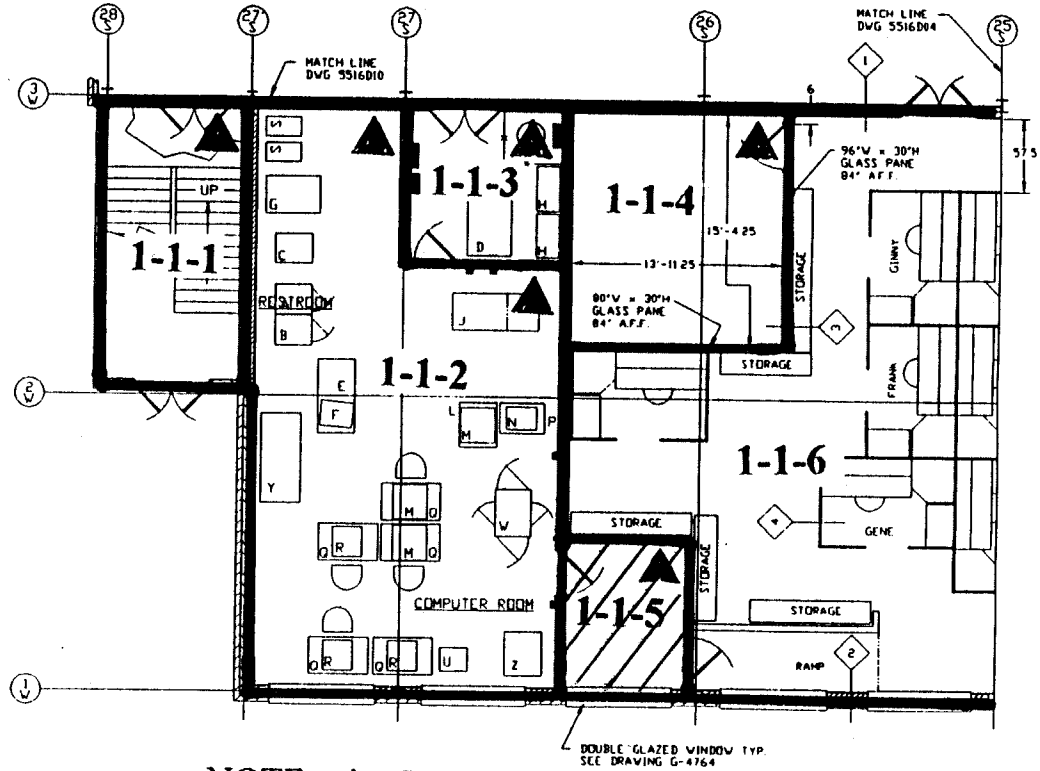 28 S
27' S
27 S
26 S
25 S
MATCH LINE
DWG 5516D04
MATCH LINE
DWG 5516D10
3 W
1
6
96"W x 30"H
GLASS PANE
84" A.F.F.
57.5
UP
1-1-1
1-1-3
1-1-4
S
S
G
C
A
B
RESTROOM
D
H
H
15'-4.25
13'-11.25
80"W x 30"H
GLASS PANE
84" A.F.F.
STORAGE
STORAGE
GINNY
3
J
1-1-2
2 W
E
F
L
M
N
P
Y
FRANK
1-1-6
M
Q
W
Q
R
M
Q
STORAGE
STORAGE
4
GENE
COMPUTER ROOM
1-1-5
STORAGE
Q
R
Q
R
U
Z
RAMP
2
1 W
DOUBLE GLAZED WINDOW TYP.
SEE DRAWING G-4764